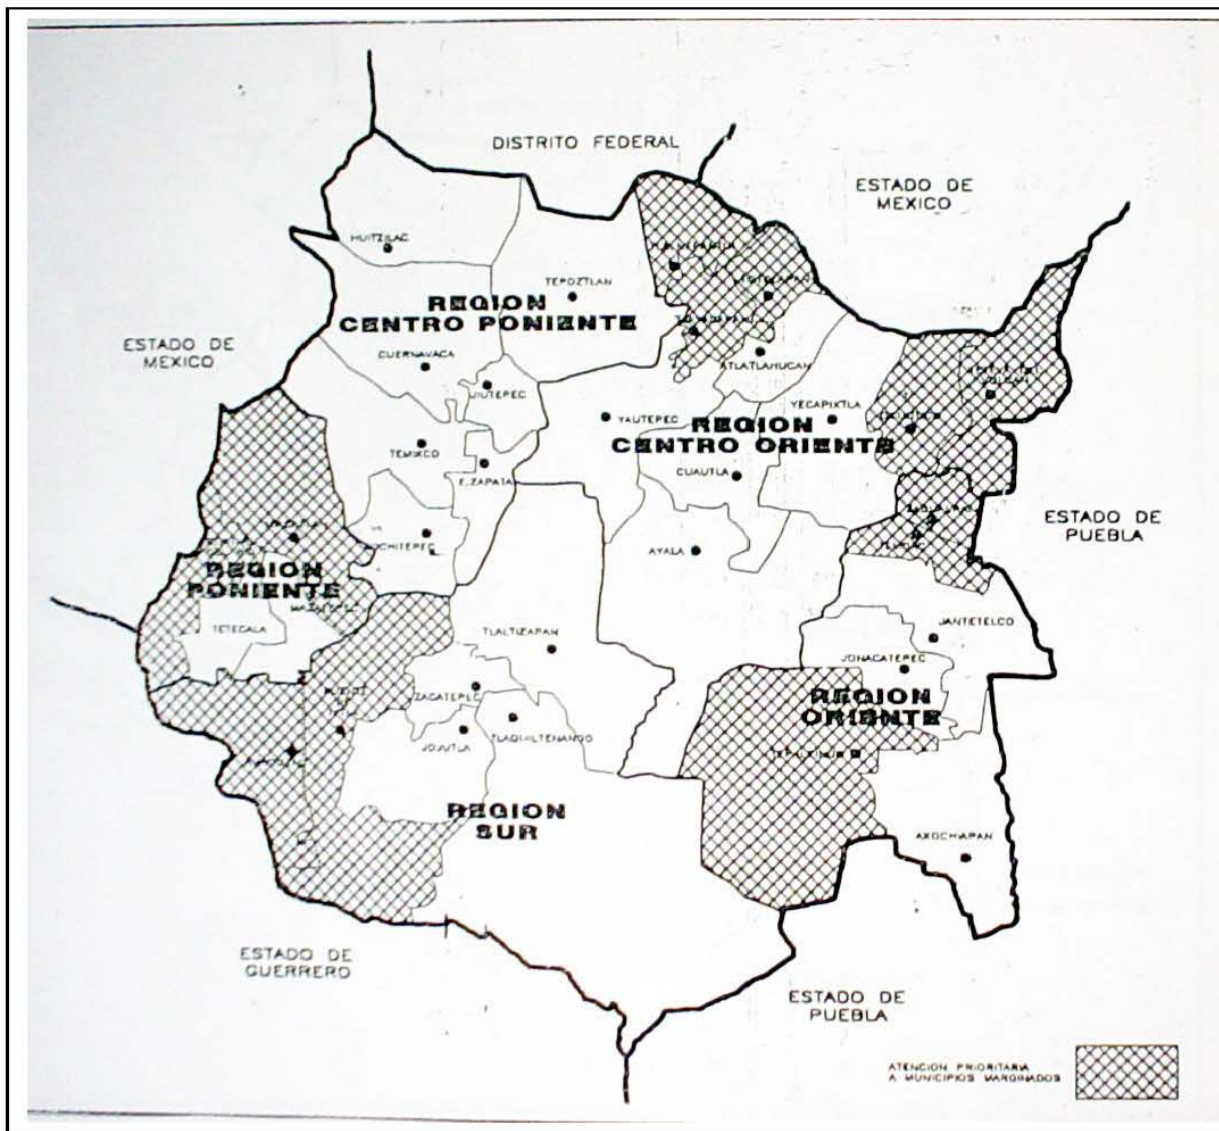 DISTRITO FEDERAL
ESTADO DE
MEXICO
HUITZILAC
TEPOZTLAN
REGION
CENTRO PONIENTE
ESTADO DE
MEXICO
CUERNAVACA
JIUTEPEC
ATLATLAHUCAN
YAUTEPEC
YECAPIXTLA
REGION
CENTRO ORIENTE
TEMIXCO
E. ZAPATA
CUAUTLA
ESTADO DE
PUEBLA
XOCHITEPEC
AYALA
REGION
PONIENTE
TETECALA
TLALTIZAPAN
JANTETELCO
JONACATEPEC
ZACATEPEC
REGION
ORIENTE
JOJUTLA
TLAQUILTENANGO
REGION
SUR
AXOCHIAPAN
ESTADO DE
GUERRERO
ESTADO DE
PUEBLA
ATENCION PRIORITARIA
A MUNICIPIOS MARGINADOS